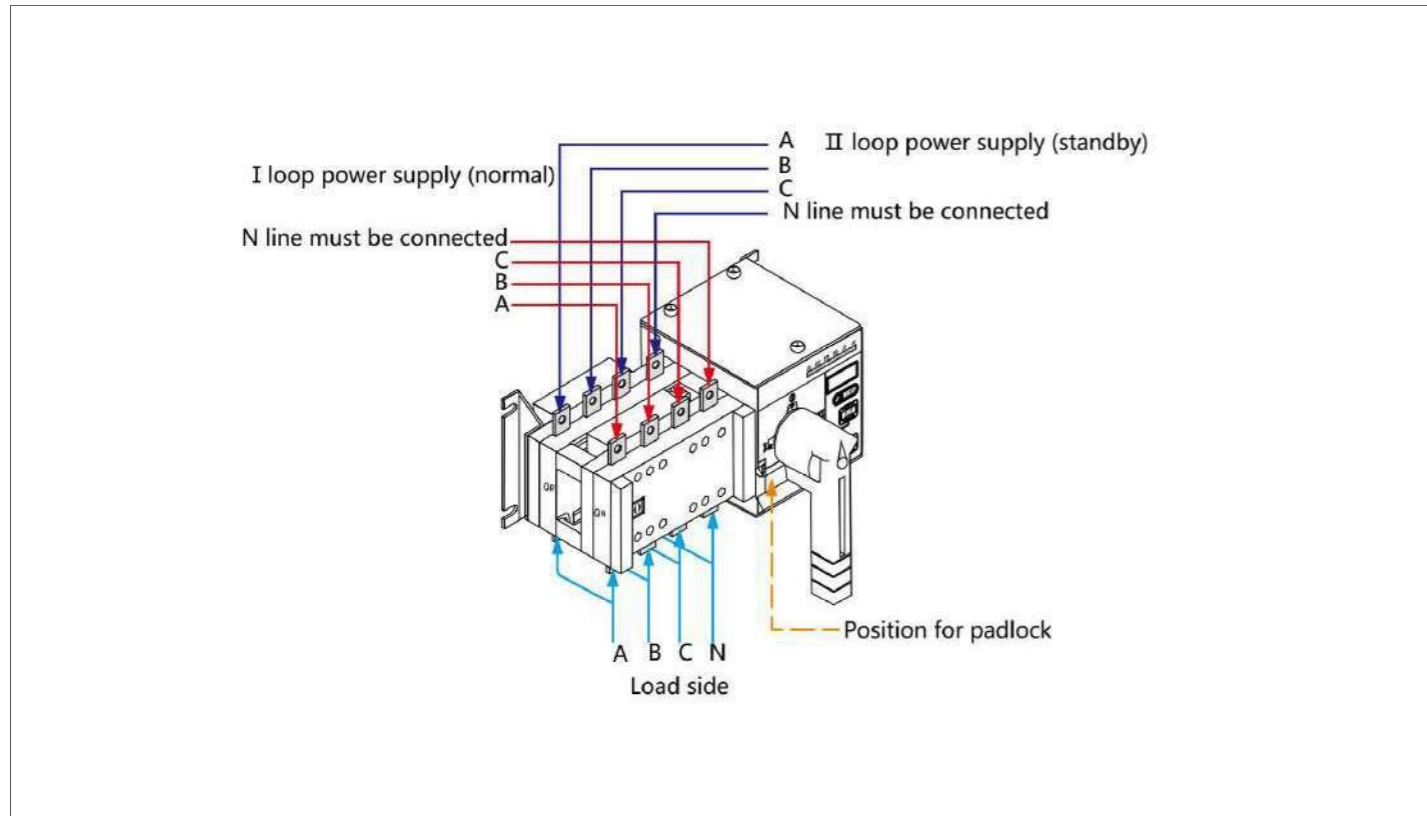 A II loop power supply (standby)
B
I loop power supply (normal)
C
N line must be connected
N line must be connected
C
B
A
A B C N
Load side
Position for padlock